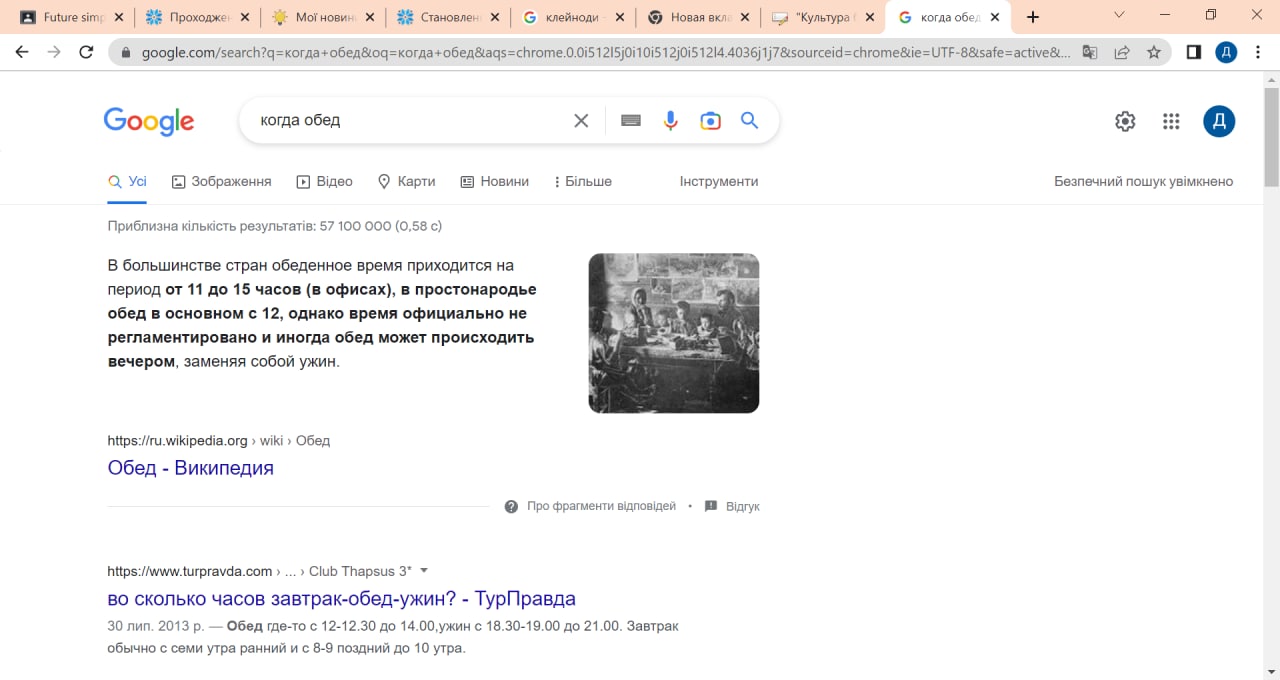 Future simp
Проходжен
Мої новин
Становлен
клейноди -
Новая вкла
"Культура б
когда обед
google.com/search?q=когда+обед&oq=когда+обед&aqs=chrome.0.0i512l5j0i10i512j0i512l4.4036j1j7&sourceid=chrome&ie=UTF-8&safe=active&...
Д
Google
когда обед
Д
Усі
Зображення
Відео
Карти
Новини
Більше
Інструменти
Безпечний пошук увімкнено
Приблизна кількість результатів: 57 100 000 (0,58 с)
В большинстве стран обеденное время приходится на
период от 11 до 15 часов (в офисах), в простонародье
обед в основном с 12, однако время официально не
регламентировано и иногда обед может происходить
вечером, заменяя собой ужин.
https://ru.wikipedia.org › wiki › Обед
Обед - Википедия
Про фрагменти відповідей • Відгук
https://www.turpravda.com › ... › Club Thapsus 3*
во сколько часов завтрак-обед-ужин? - ТурПравда
30 лип. 2013 р. — Обед где-то с 12-12.30 до 14.00,ужин с 18.30-19.00 до 21.00. Завтрак
обычно с семи утра ранний и с 8-9 поздний до 10 утра.